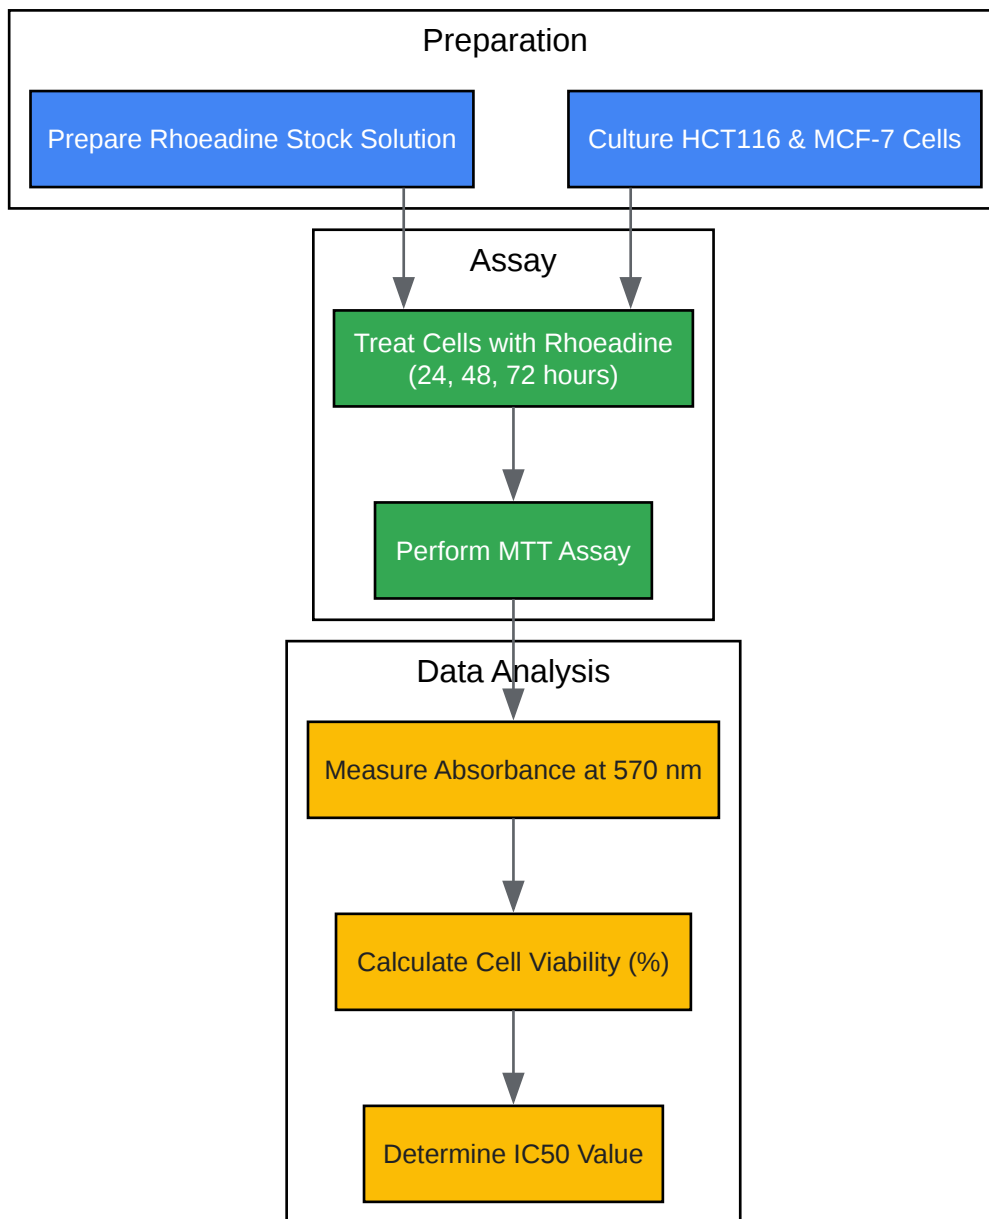 Preparation
Prepare Rhoeadine Stock Solution
Culture HCT116 & MCF-7 Cells
Assay
Treat Cells with Rhoeadine
(24, 48, 72 hours)
Perform MTT Assay
Data Analysis
Measure Absorbance at 570 nm
Calculate Cell Viability (%)
Determine IC50 Value